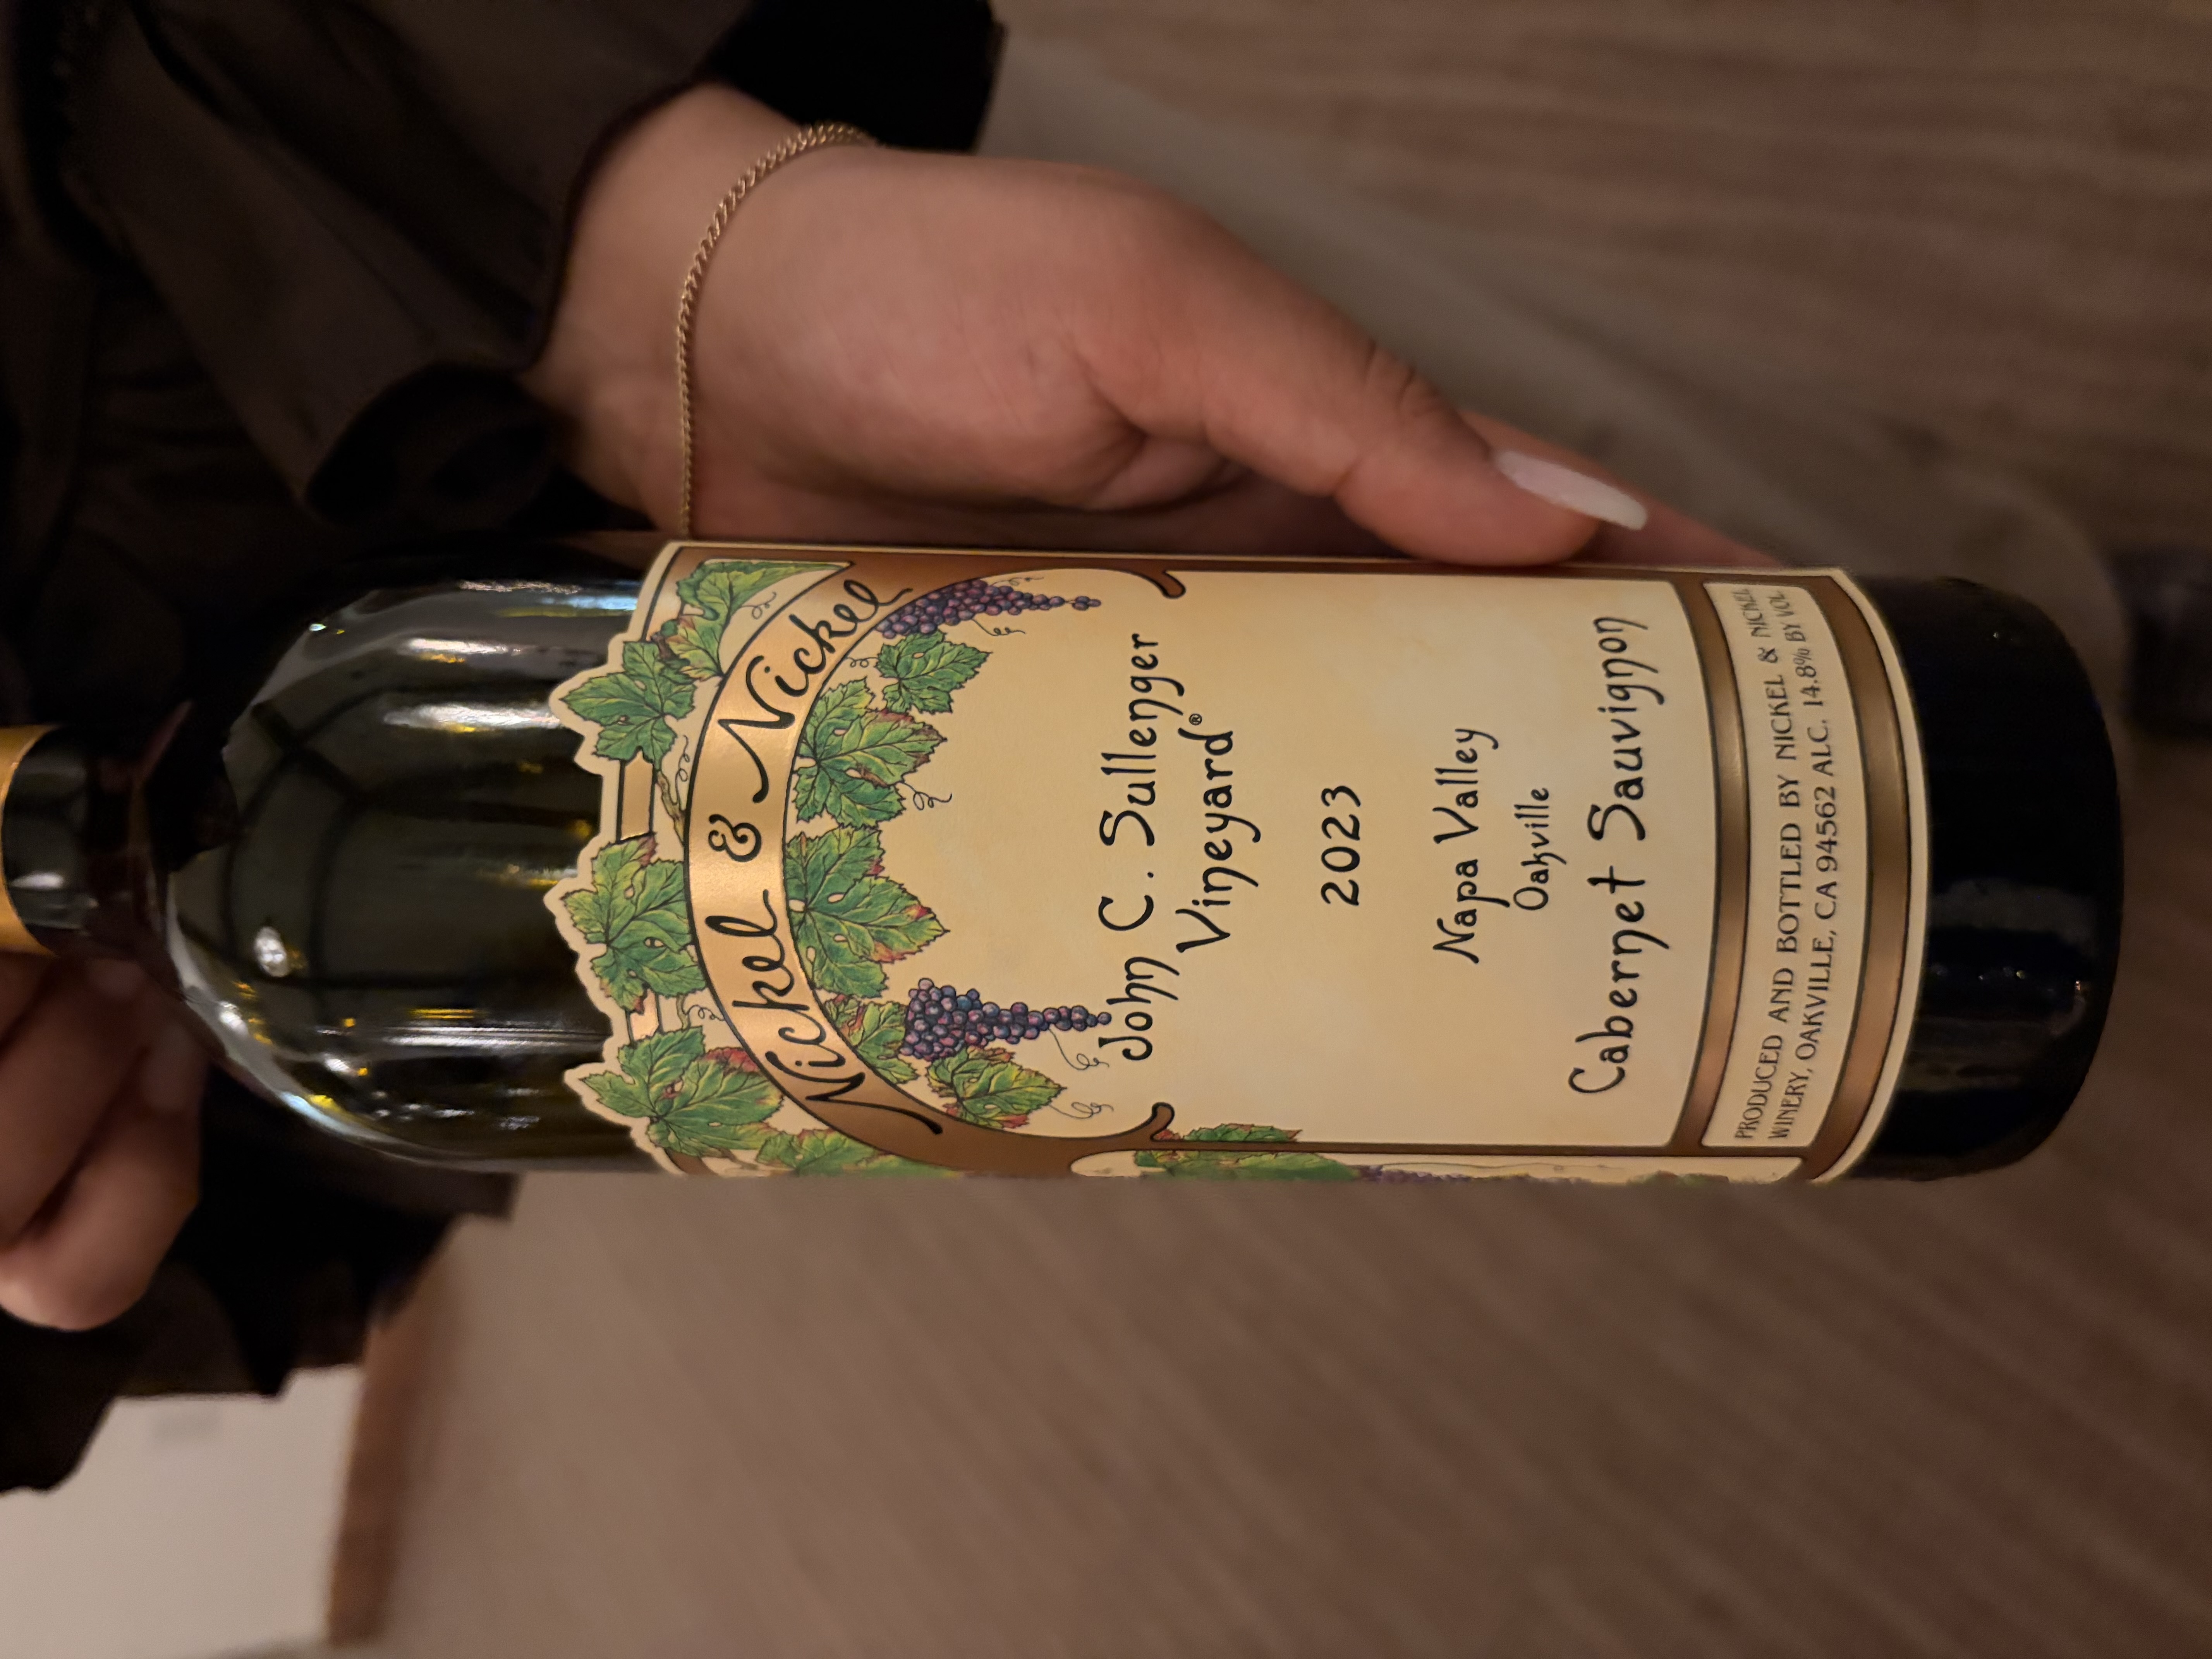 Nickel & Nickel
John C. Sullenger
Vineyard®
2023
Napa Valley
Oakville
Cabernet Sauvignon
PRODUCED AND BOTTLED BY NICKEL & NICKEL
WINERY, OAKVILLE, CA 94562 ALC. 14.8% BY VOL